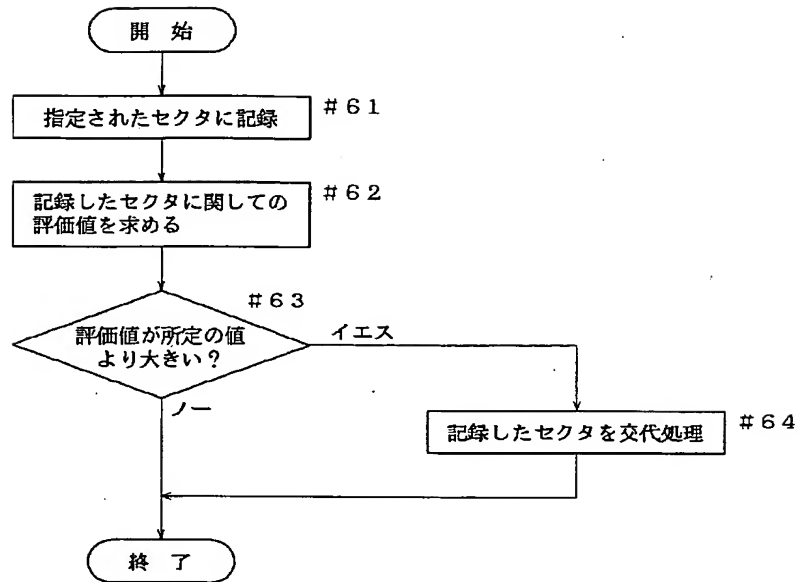 開　始
指定されたセクタに記録
＃６１
記録したセクタに関しての
評価値を求める
＃６２
＃６３
評価値が所定の値
より大きい？
イエス
ノー
記録したセクタを交代処理
＃６４
終　了